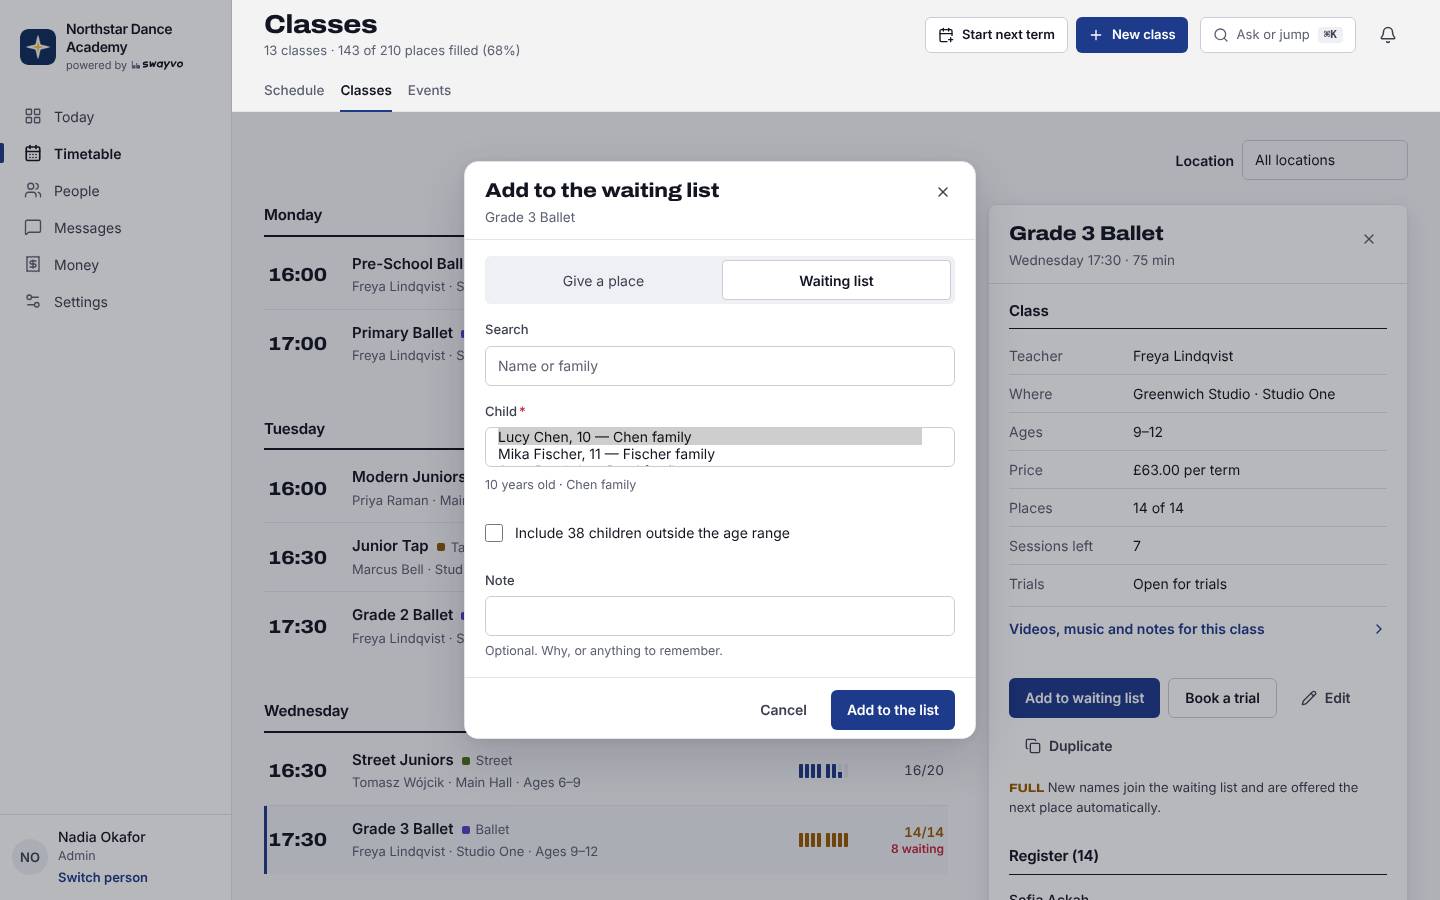 Northstar Dance
Academy
powered by swayvo
Today
Timetable
People
Messages
Money
Settings
NO
Nadia Okafor
Admin
Switch person
Classes
13 classes · 143 of 210 places filled (68%)
Start next term
New class
Ask or jump ⌘K
Schedule
Classes
Events
Location
All locations
Monday
16:00
Pre-School Ball
Freya Lindqvist · S
17:00
Primary Ballet
Freya Lindqvist · S
Tuesday
16:00
Modern Juniors
Priya Raman · Mai
16:30
Junior Tap
Ta
Marcus Bell · Stud
17:30
Grade 2 Ballet
Freya Lindqvist · S
Wednesday
16:30
Street Juniors
Street
Tomasz Wójcik · Main Hall · Ages 6–9
16/20
17:30
Grade 3 Ballet
Ballet
Freya Lindqvist · Studio One · Ages 9–12
14/14
8 waiting
Add to the waiting list
Grade 3 Ballet
Give a place
Waiting list
Search
Name or family
Child*
Lucy Chen, 10 — Chen family
Mika Fischer, 11 — Fischer family
10 years old · Chen family
Include 38 children outside the age range
Note
Optional. Why, or anything to remember.
Cancel
Add to the list
Grade 3 Ballet
Wednesday 17:30 · 75 min
Class
Teacher
Freya Lindqvist
Where
Greenwich Studio · Studio One
Ages
9–12
Price
£63.00 per term
Places
14 of 14
Sessions left
7
Trials
Open for trials
Videos, music and notes for this class
Add to waiting list
Book a trial
Edit
Duplicate
FULL New names join the waiting list and are offered the
next place automatically.
Register (14)